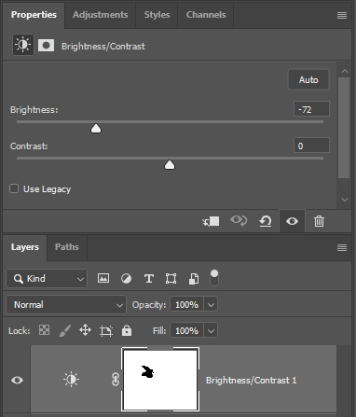 Properties Adjustments Styles Channels
Brightness/Contrast
Auto
Brightness: -72
Contrast: 0
Use Legacy
Layers Paths
Kind
Normal Opacity: 100%
Lock: Fill: 100%
Brightness/Contrast 1